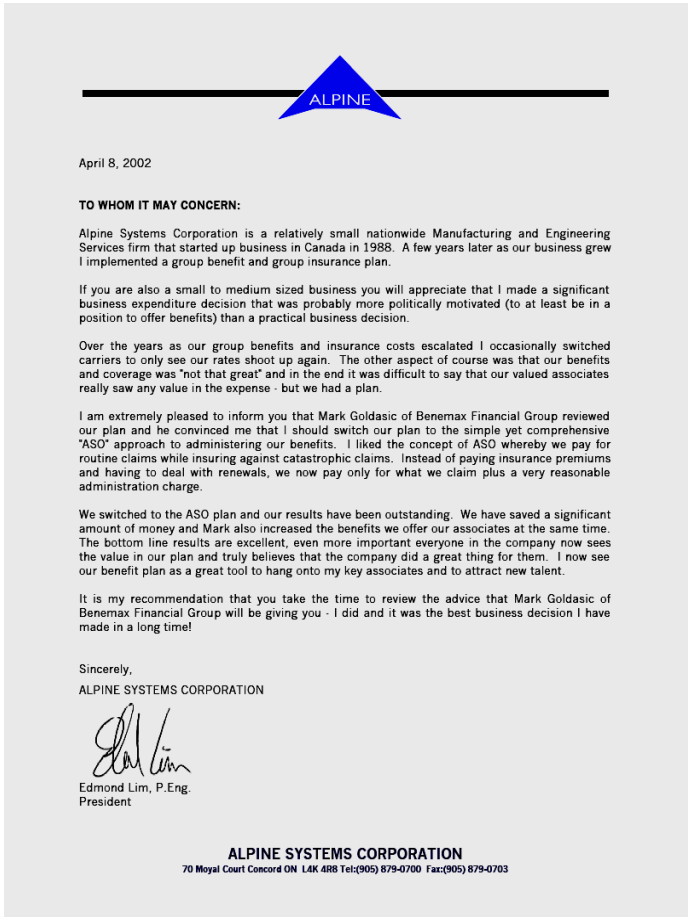 ALPINE
April 8, 2002
TO WHOM IT MAY CONCERN:
Alpine Systems Corporation is a relatively small nationwide Manufacturing and Engineering
Services firm that started up business in Canada in 1988. A few years later as our business grew
I implemented a group benefit and group insurance plan.
If you are also a small to medium sized business you will appreciate that I made a significant
business expenditure decision that was probably more politically motivated (to at least be in a
position to offer benefits) than a practical business decision.
Over the years as our group benefits and insurance costs escalated I occasionally switched
carriers to only see our rates shoot up again. The other aspect of course was that our benefits
and coverage was "not that great" and in the end it was difficult to say that our valued associates
really saw any value in the expense - but we had a plan.
I am extremely pleased to inform you that Mark Goldasic of Benemax Financial Group reviewed
our plan and he convinced me that I should switch our plan to the simple yet comprehensive
"ASO" approach to administering our benefits. I liked the concept of ASO whereby we pay for
routine claims while insuring against catastrophic claims. Instead of paying insurance premiums
and having to deal with renewals, we now pay only for what we claim plus a very reasonable
administration charge.
We switched to the ASO plan and our results have been outstanding. We have saved a significant
amount of money and Mark also increased the benefits we offer our associates at the same time.
The bottom line results are excellent, even more important everyone in the company now sees
the value in our plan and truly believes that the company did a great thing for them. I now see
our benefit plan as a great tool to hang onto my key associates and to attract new talent.
It is my recommendation that you take the time to review the advice that Mark Goldasic of
Benemax Financial Group will be giving you - I did and it was the best business decision I have
made in a long time!
Sincerely,
ALPINE SYSTEMS CORPORATION
Edmond Lim, P.Eng.
President
ALPINE SYSTEMS CORPORATION
70 Moyal Court Concord ON L4K 4R8 Tel:(905) 879-0700 Fax:(905) 879-0703